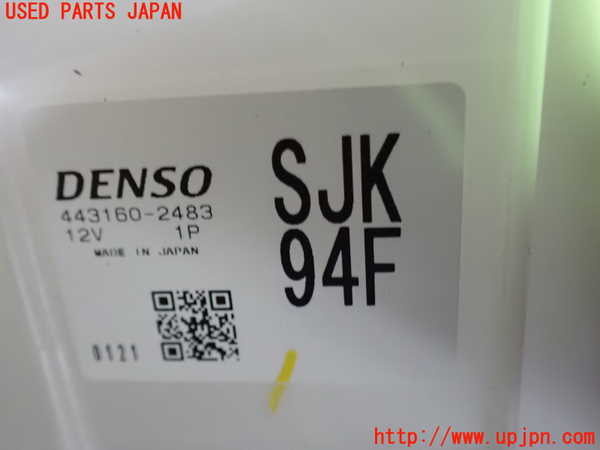 USED PARTS JAPAN
DENSO
443160-2483
12V 1P
MADE IN JAPAN
SJK
94F
0121
http://www.upjpn.com/